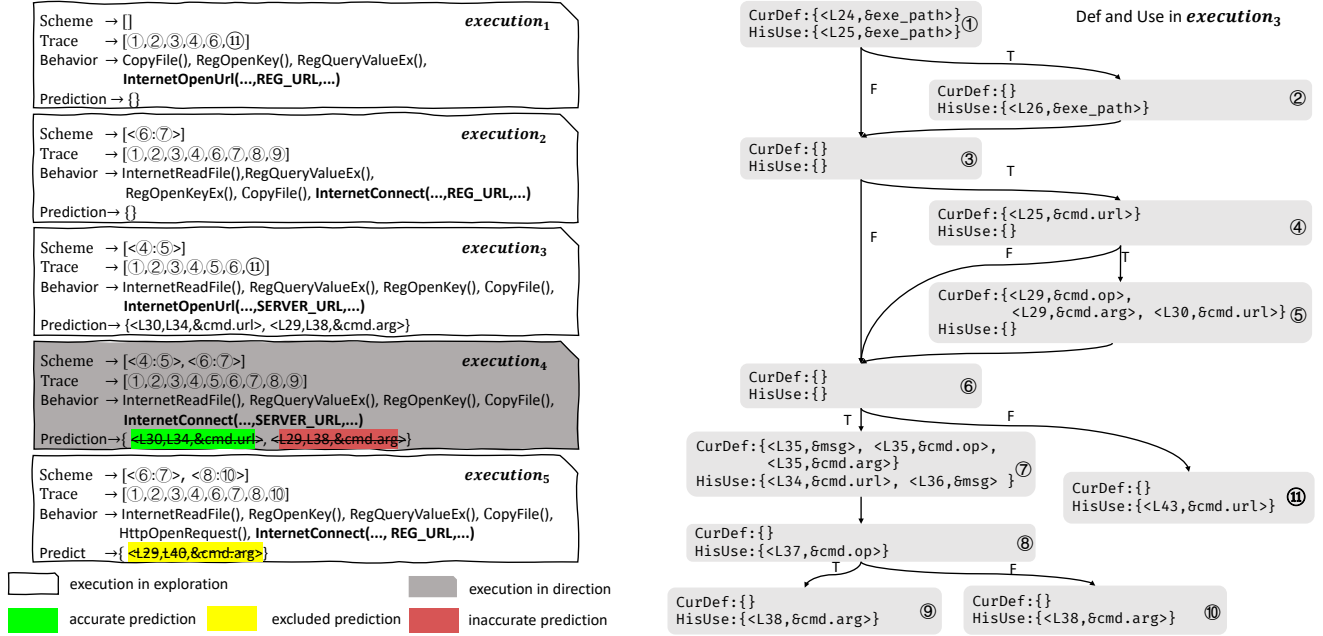 Scheme → []
execution₁
Trace → [①,②,③,④,⑥,⑪]
Behavior → CopyFile(), RegOpenKey(), RegQueryValueEx(),
InternetOpenUrl(...,REG_URL,...)
Prediction → {}
Scheme → [<⑥:⑦>]
execution₂
Trace → [①,②,③,④,⑥,⑦,⑧,⑨]
Behavior → InternetReadFile(),RegQueryValueEx(),
RegOpenKeyEx(), CopyFile(), InternetConnect(...,REG_URL,...)
Prediction→ {}
Scheme → [<④:⑤>]
execution₃
Trace → [①,②,③,④,⑤,⑥,⑪]
Behavior → InternetReadFile(), RegQueryValueEx(), RegOpenKey(), CopyFile(),
InternetOpenUrl(...,SERVER_URL,...)
Prediction→ {<L30,L34,&cmd.url>, <L29,L38,&cmd.arg>}
Scheme → [<④:⑤>, <⑥:⑦>]
execution₄
Trace → [①,②,③,④,⑤,⑥,⑦,⑧,⑨]
Behavior → InternetReadFile(), RegQueryValueEx(), RegOpenKey(), CopyFile(),
InternetConnect(...,SERVER_URL,...)
Prediction→{ <L30,L34,&cmd.url>, <L29,L38,&cmd.arg>}
Scheme → [<⑥:⑦>, <⑧:⑩>]
execution₅
Trace → [①,②,③,④,⑥,⑦,⑧,⑩]
Behavior → InternetReadFile(), RegOpenKey(), RegQueryValueEx(), CopyFile(),
HttpOpenRequest(), InternetConnect(..., REG_URL,...)
Predict →{ <L29,L40,&cmd.arg>}
execution in exploration
execution in direction
accurate prediction
excluded prediction
inaccurate prediction
Def and Use in execution₃
CurDef:{<L24,&exe_path>}
HisUse:{<L25,&exe_path>}
①
T
F
CurDef:{}
HisUse:{<L26,&exe_path>}
②
CurDef:{}
HisUse:{}
③
T
F
CurDef:{<L25,&cmd.url>}
HisUse:{}
④
F
T
CurDef:{<L29,&cmd.op>,
<L29,&cmd.arg>, <L30,&cmd.url>}
HisUse:{}
⑤
CurDef:{}
HisUse:{}
⑥
T
F
CurDef:{<L35,&msg>, <L35,&cmd.op>,
<L35,&cmd.arg>}
HisUse:{<L34,&cmd.url>, <L36,&msg> }
⑦
CurDef:{}
HisUse:{<L43,&cmd.url>}
⑪
CurDef:{}
HisUse:{<L37,&cmd.op>}
⑧
T
F
CurDef:{}
HisUse:{<L38,&cmd.arg>}
⑨
CurDef:{}
HisUse:{<L38,&cmd.arg>}
⑩